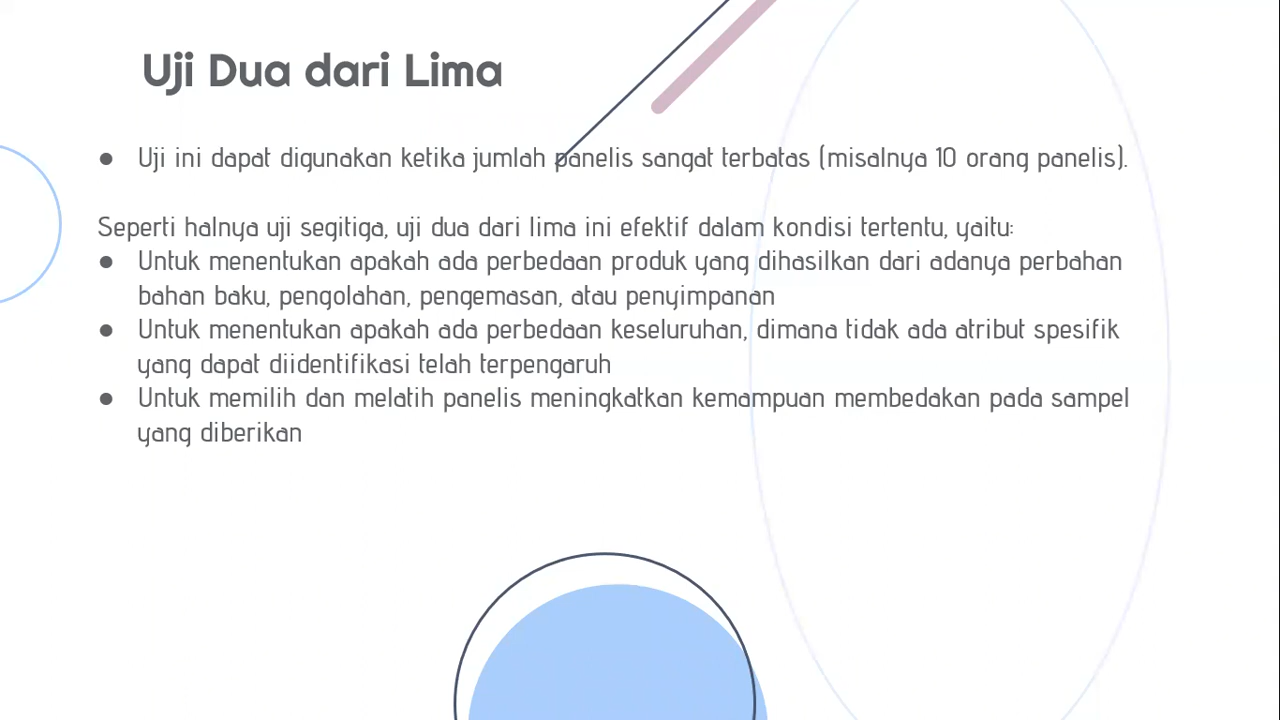 Uji Dua dari Lima
● Uji ini dapat digunakan ketika jumlah panelis sangat terbatas (misalnya 10 orang panelis).
Seperti halnya uji segitiga, uji dua dari lima ini efektif dalam kondisi tertentu, yaitu:
● Untuk menentukan apakah ada perbedaan produk yang dihasilkan dari adanya perbahan
bahan baku, pengolahan, pengemasan, atau penyimpanan
● Untuk menentukan apakah ada perbedaan keseluruhan, dimana tidak ada atribut spesifik
yang dapat diidentifikasi telah terpengaruh
● Untuk memilih dan melatih panelis meningkatkan kemampuan membedakan pada sampel
yang diberikan